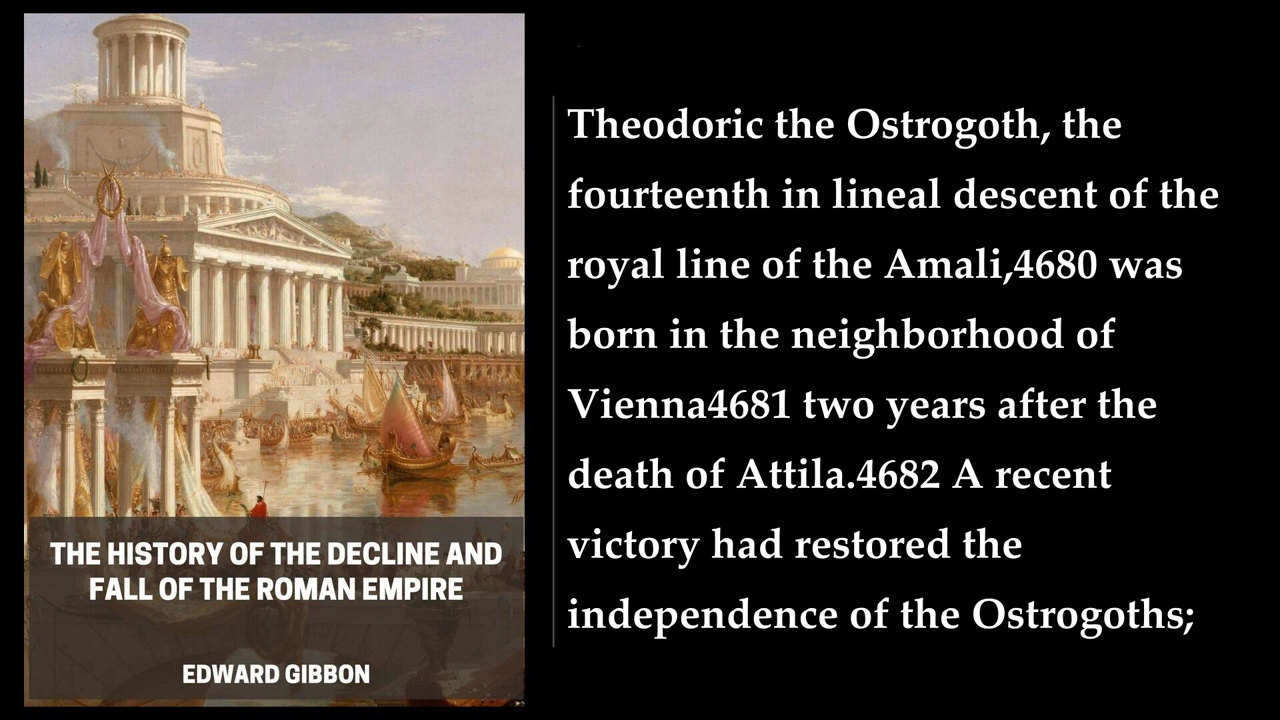 THE HISTORY OF THE DECLINE AND
FALL OF THE ROMAN EMPIRE
EDWARD GIBBON
Theodoric the Ostrogoth, the
fourteenth in lineal descent of the
royal line of the Amali,4680 was
born in the neighborhood of
Vienna4681 two years after the
death of Attila.4682 A recent
victory had restored the
independence of the Ostrogoths;